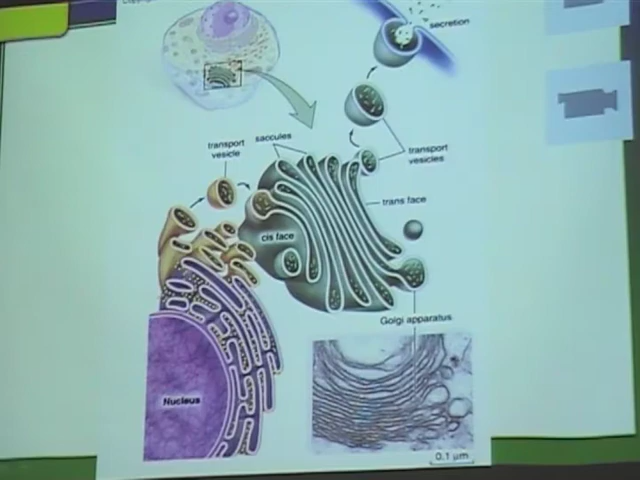 secretion
transport
vesicle
saccules
transport
vesicles
trans face
cis face
Golgi apparatus
Nucleus
0.1 µm